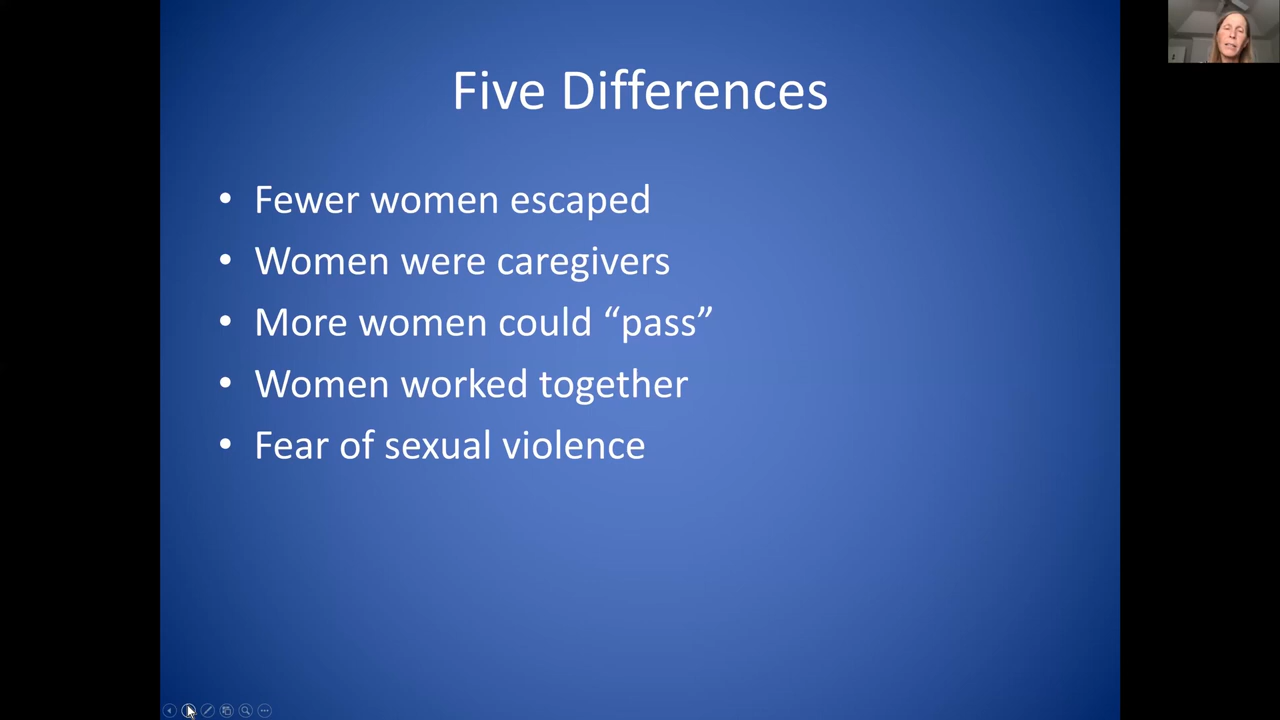 Five Differences
• Fewer women escaped
• Women were caregivers
• More women could “pass”
• Women worked together
• Fear of sexual violence